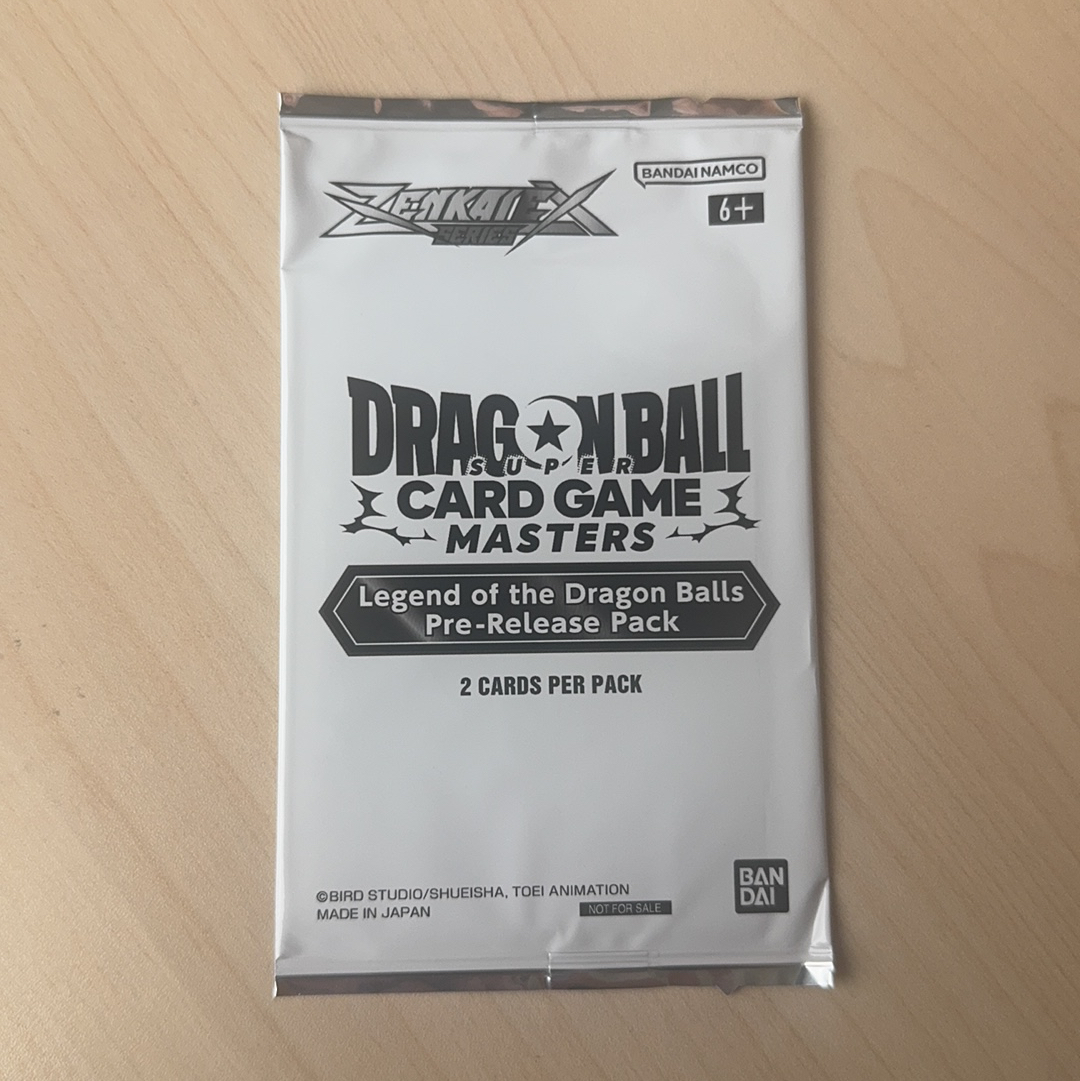 ZENKAI EX
SERIES
BANDAI NAMCO
6+
DRAGON BALL
SUPER
CARD GAME
MASTERS
Legend of the Dragon Balls
Pre-Release Pack
2 CARDS PER PACK
©BIRD STUDIO/SHUEISHA, TOEI ANIMATION
MADE IN JAPAN
NOT FOR SALE
BAN
DAI